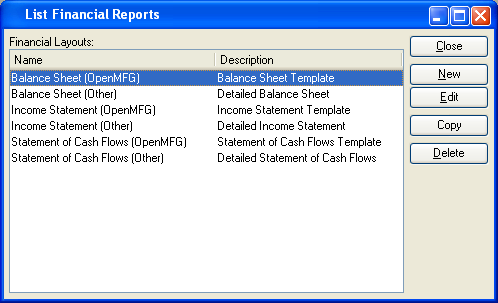 List Financial Reports
Financial Layouts:
Name Description
Balance Sheet (OpenMFG) Balance Sheet Template
Balance Sheet (Other) Detailed Balance Sheet
Income Statement (OpenMFG) Income Statement Template
Income Statement (Other) Detailed Income Statement
Statement of Cash Flows (OpenMFG) Statement of Cash Flows Template
Statement of Cash Flows (Other) Detailed Statement of Cash Flows
Close
New
Edit
Copy
Delete